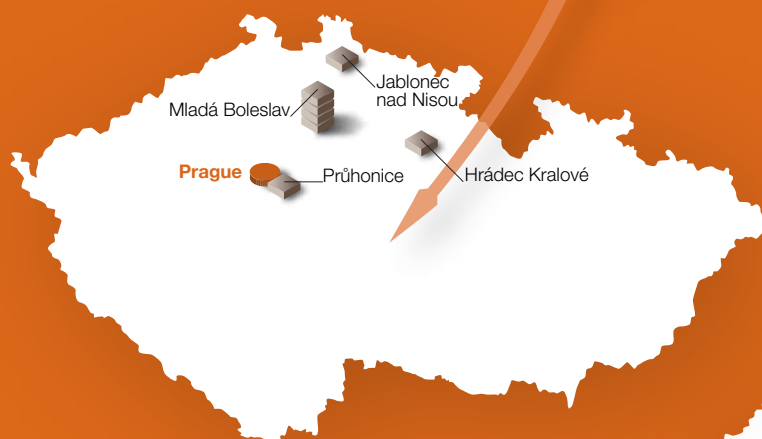 Jablonec
nad Nisou
Mladá Boleslav
Prague
Průhonice
Hrádec Kralové